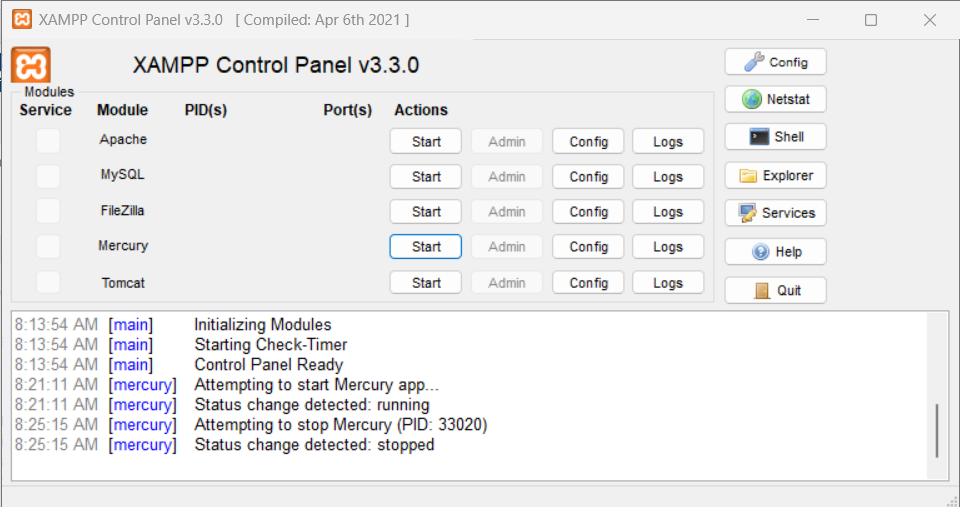 XAMPP Control Panel v3.3.0 [ Compiled: Apr 6th 2021 ]
XAMPP Control Panel v3.3.0
Config
Modules
Service Module PID(s) Port(s) Actions
Netstat
Apache Start Admin Config Logs
Shell
MySQL Start Admin Config Logs
Explorer
FileZilla Start Admin Config Logs
Services
Mercury Start Admin Config Logs
Help
Tomcat Start Admin Config Logs
Quit
8:13:54 AM [main] Initializing Modules
8:13:54 AM [main] Starting Check-Timer
8:13:54 AM [main] Control Panel Ready
8:21:11 AM [mercury] Attempting to start Mercury app...
8:21:11 AM [mercury] Status change detected: running
8:25:15 AM [mercury] Attempting to stop Mercury (PID: 33020)
8:25:15 AM [mercury] Status change detected: stopped